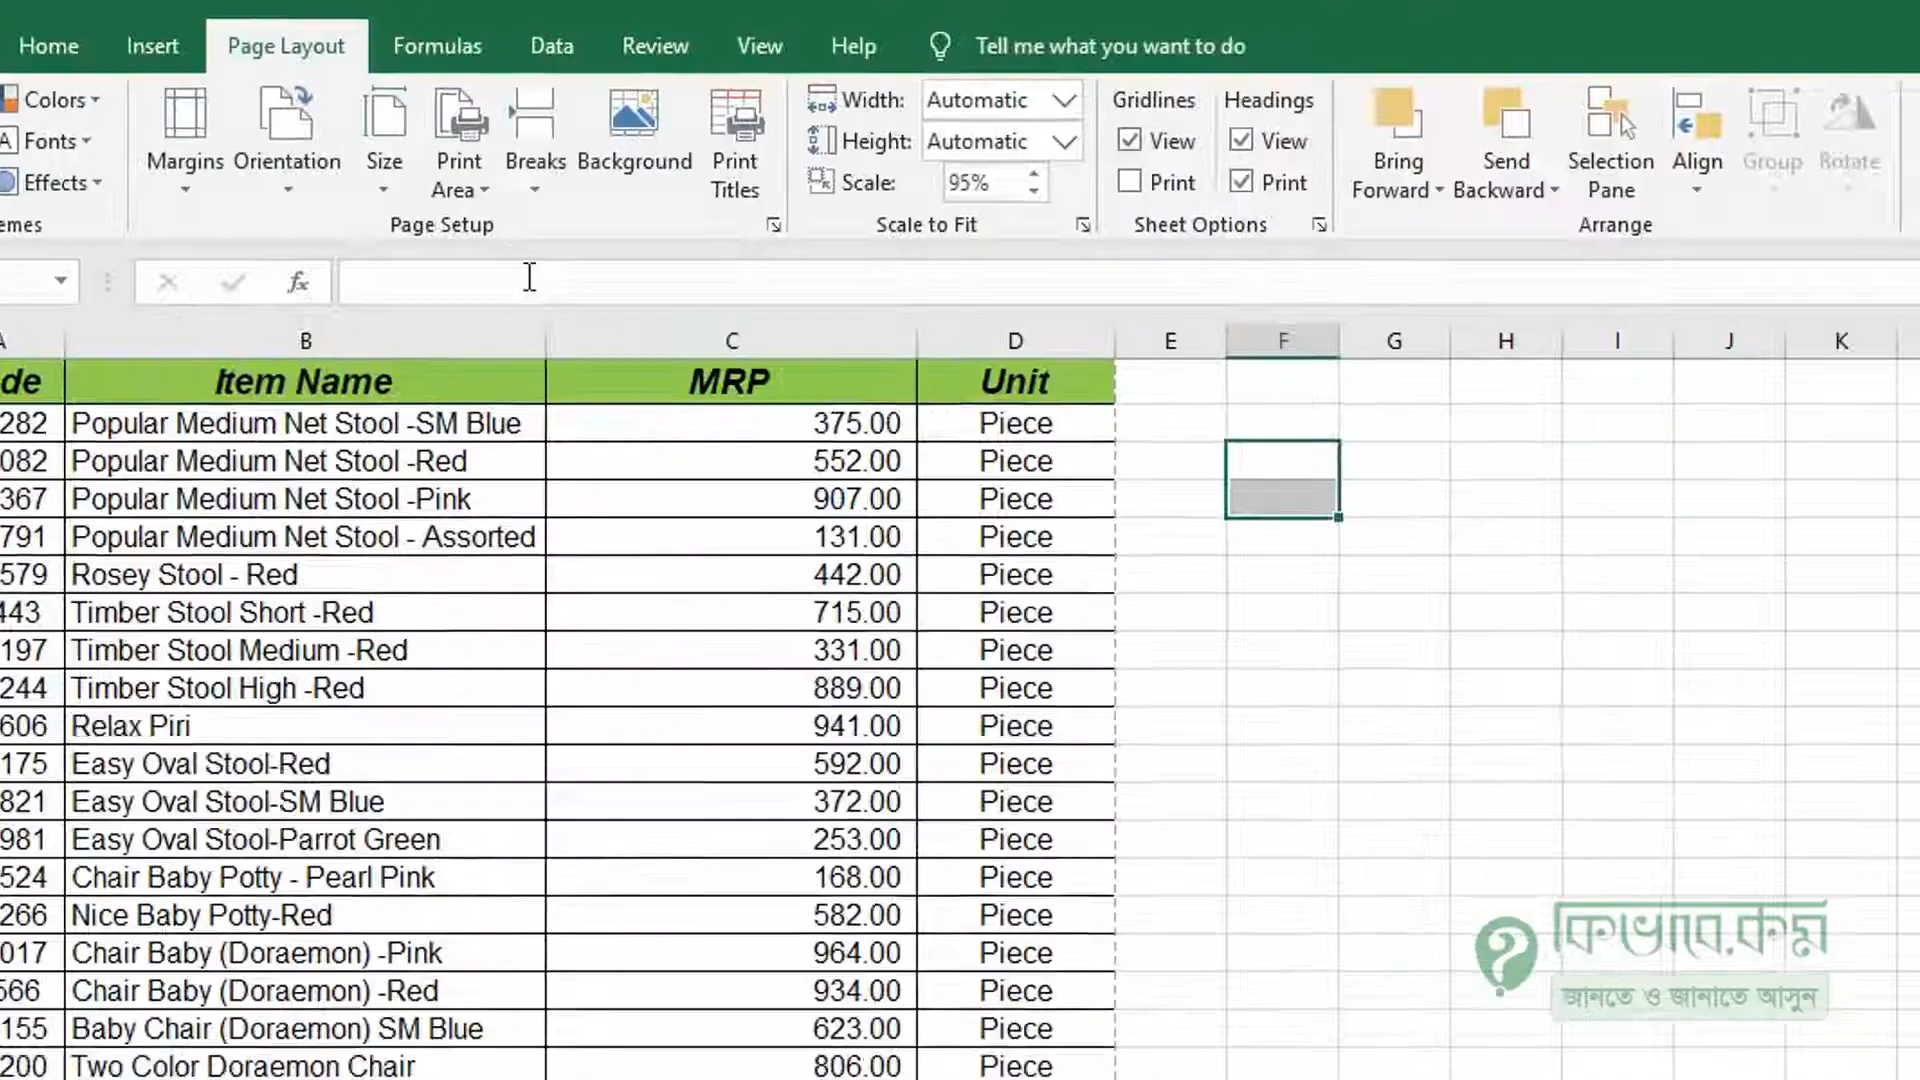 Home Insert Page Layout Formulas Data Review View Help Tell me what you want to do
Colors Margins Orientation Size Print Area Breaks Background Print Titles Width: Automatic Gridlines Headings Bring Forward Send Backward Selection Pane Align Group Rotate
Fonts Height: Automatic View View
Effects Scale: 95% Print Print
emes Page Setup Scale to Fit Sheet Options Arrange
fx
A B C D E F G H I J K
de Item Name MRP Unit
282 Popular Medium Net Stool -SM Blue 375.00 Piece
082 Popular Medium Net Stool -Red 552.00 Piece
367 Popular Medium Net Stool -Pink 907.00 Piece
791 Popular Medium Net Stool - Assorted 131.00 Piece
579 Rosey Stool - Red 442.00 Piece
443 Timber Stool Short -Red 715.00 Piece
197 Timber Stool Medium -Red 331.00 Piece
244 Timber Stool High -Red 889.00 Piece
606 Relax Piri 941.00 Piece
175 Easy Oval Stool-Red 592.00 Piece
821 Easy Oval Stool-SM Blue 372.00 Piece
981 Easy Oval Stool-Parrot Green 253.00 Piece
524 Chair Baby Potty - Pearl Pink 168.00 Piece
266 Nice Baby Potty-Red 582.00 Piece
017 Chair Baby (Doraemon) -Pink 964.00 Piece
566 Chair Baby (Doraemon) -Red 934.00 Piece
155 Baby Chair (Doraemon) SM Blue 623.00 Piece
200 Two Color Doraemon Chair 806.00 Piece
কিভাবে.কম
জানতে ও জানাতে আসুন